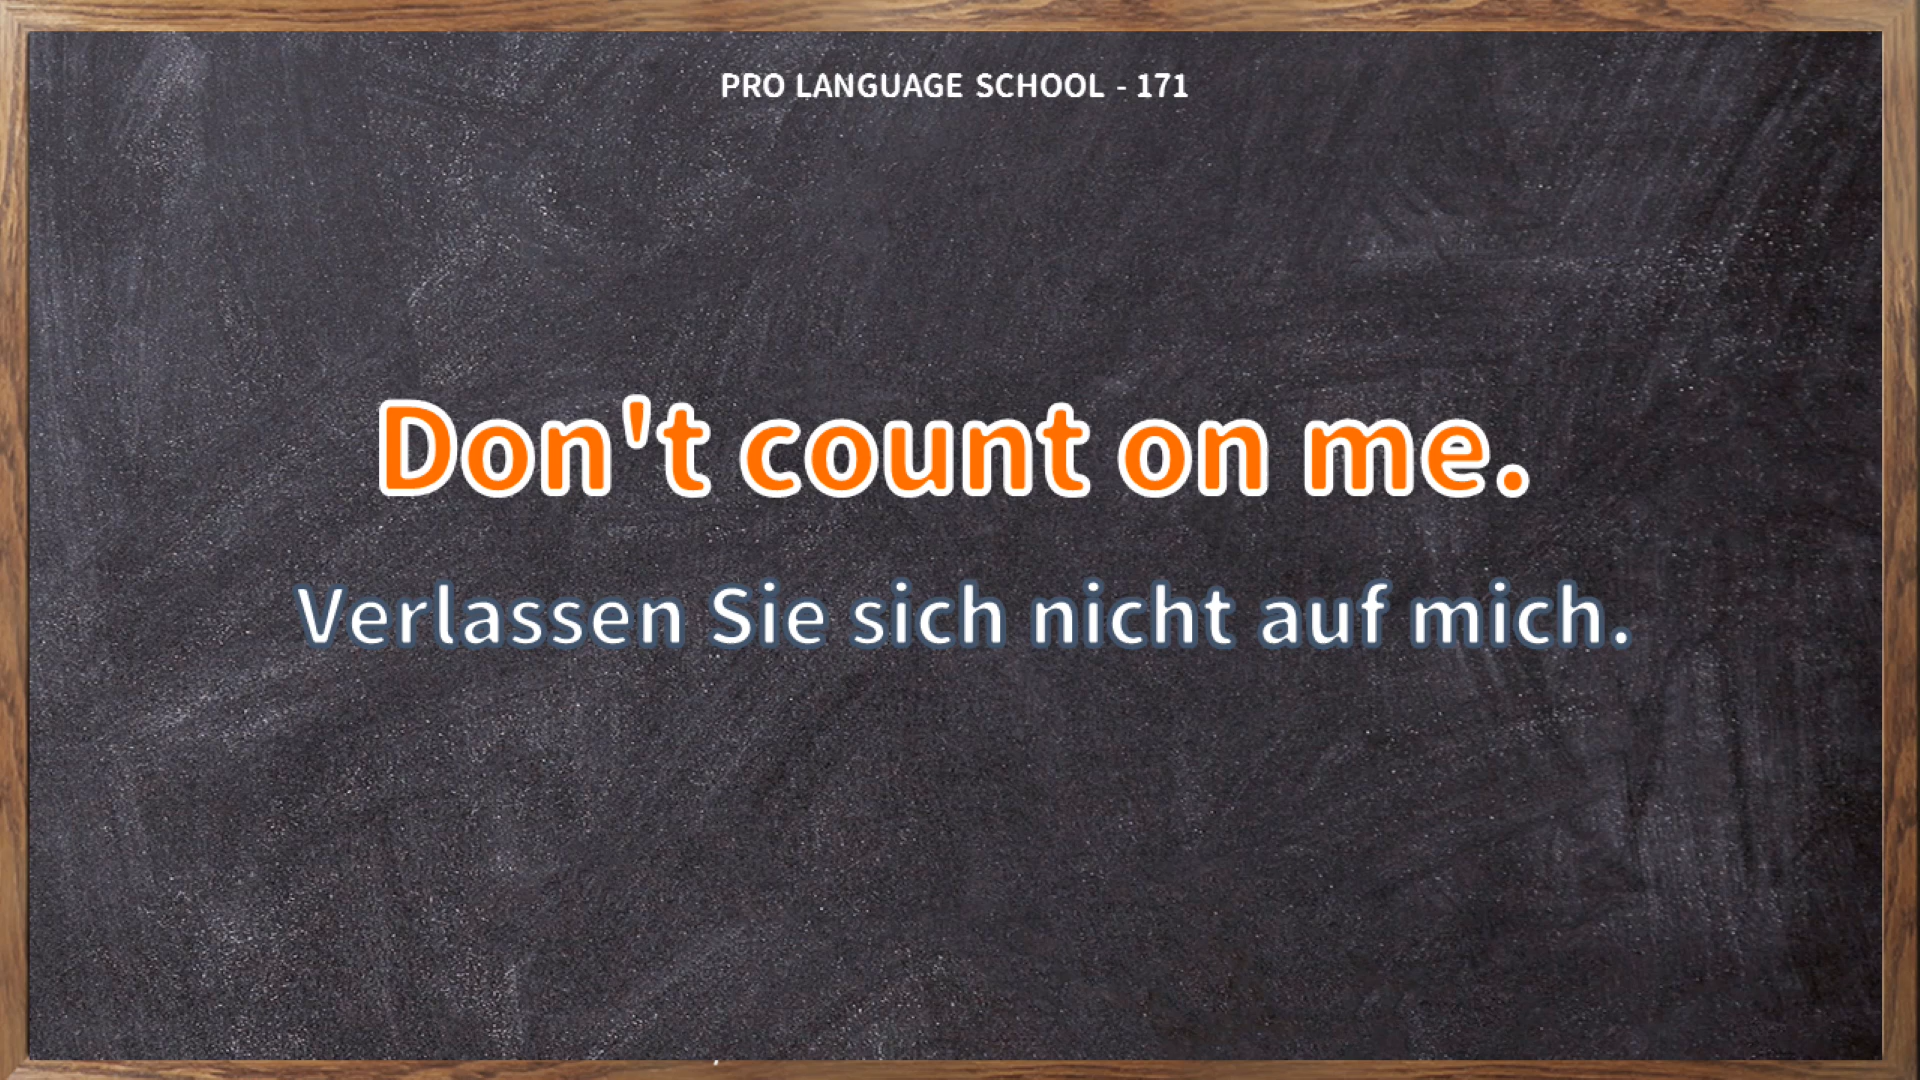 PRO LANGUAGE SCHOOL - 171
Don't count on me.
Verlassen Sie sich nicht auf mich.